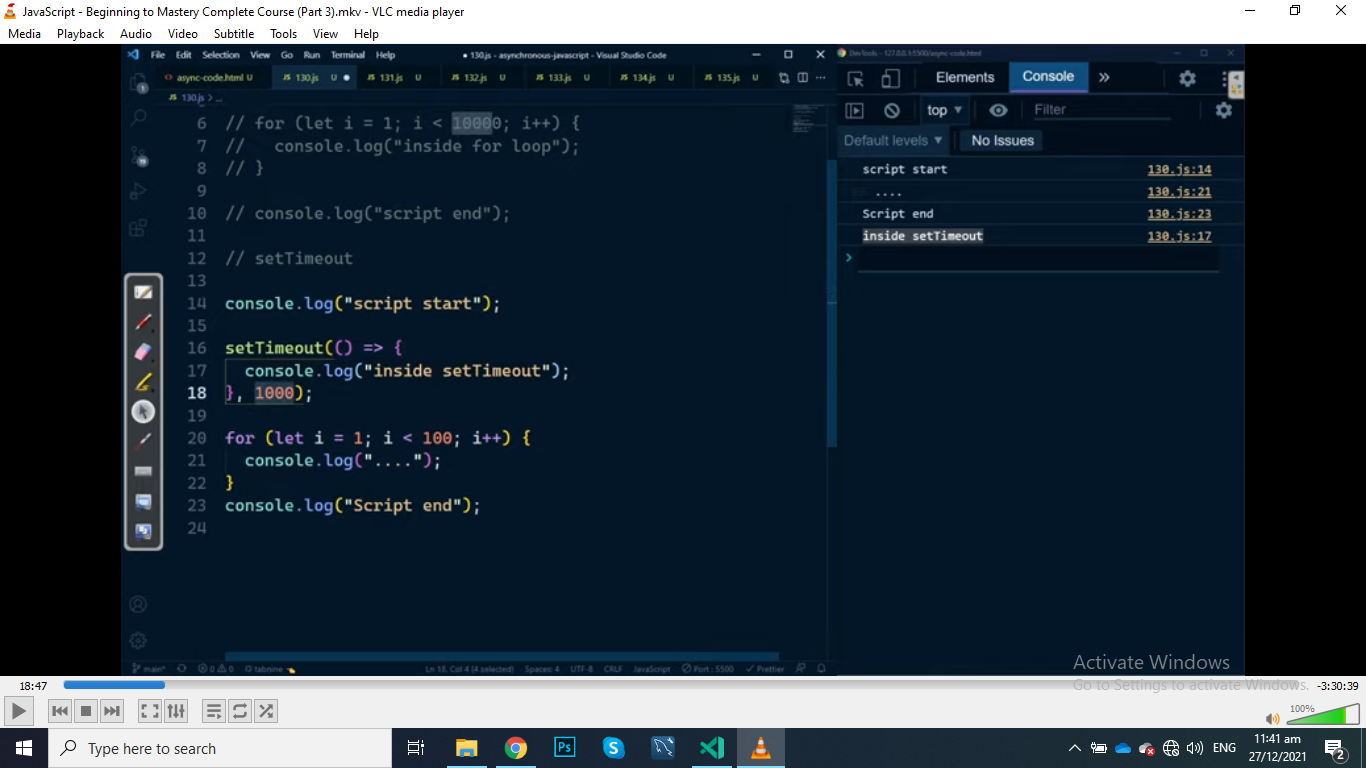 JavaScript - Beginning to Mastery Complete Course (Part 3).mkv - VLC media player
Media Playback Audio Video Subtitle Tools View Help
File Edit Selection View Go Run Terminal Help
● 130.js - asynchronous-javascript - Visual Studio Code
async-code.html U JS 130.js U ● JS 131.js U JS 132.js U JS 133.js U JS 134.js U JS 135.js U ...
JS 130.js > ...
6 // for (let i = 1; i < 10000; i++) {
7 //   console.log("inside for loop");
8 // }
9
10 // console.log("script end");
11
12 // setTimeout
13
14 console.log("script start");
15
16 setTimeout(() => {
17   console.log("inside setTimeout");
18 }, 1000);
19
20 for (let i = 1; i < 100; i++) {
21   console.log("....");
22 }
23 console.log("Script end");
24
main* 0 0 tabnine Ln 18, Col 4 (4 selected) Spaces: 4 UTF-8 CRLF JavaScript Port : 5500 Prettier
DevTools - 127.0.0.1:5500/async-code.html
Elements Console »
top ▼ Filter
Default levels ▼ No Issues
script start 130.js:14
.... 130.js:21
Script end 130.js:23
inside setTimeout 130.js:17
>
Activate Windows
Go to Settings to activate Windows.
18:47 -3:30:39
100%
Type here to search
Ps
ENG
11:41 am
27/12/2021
2